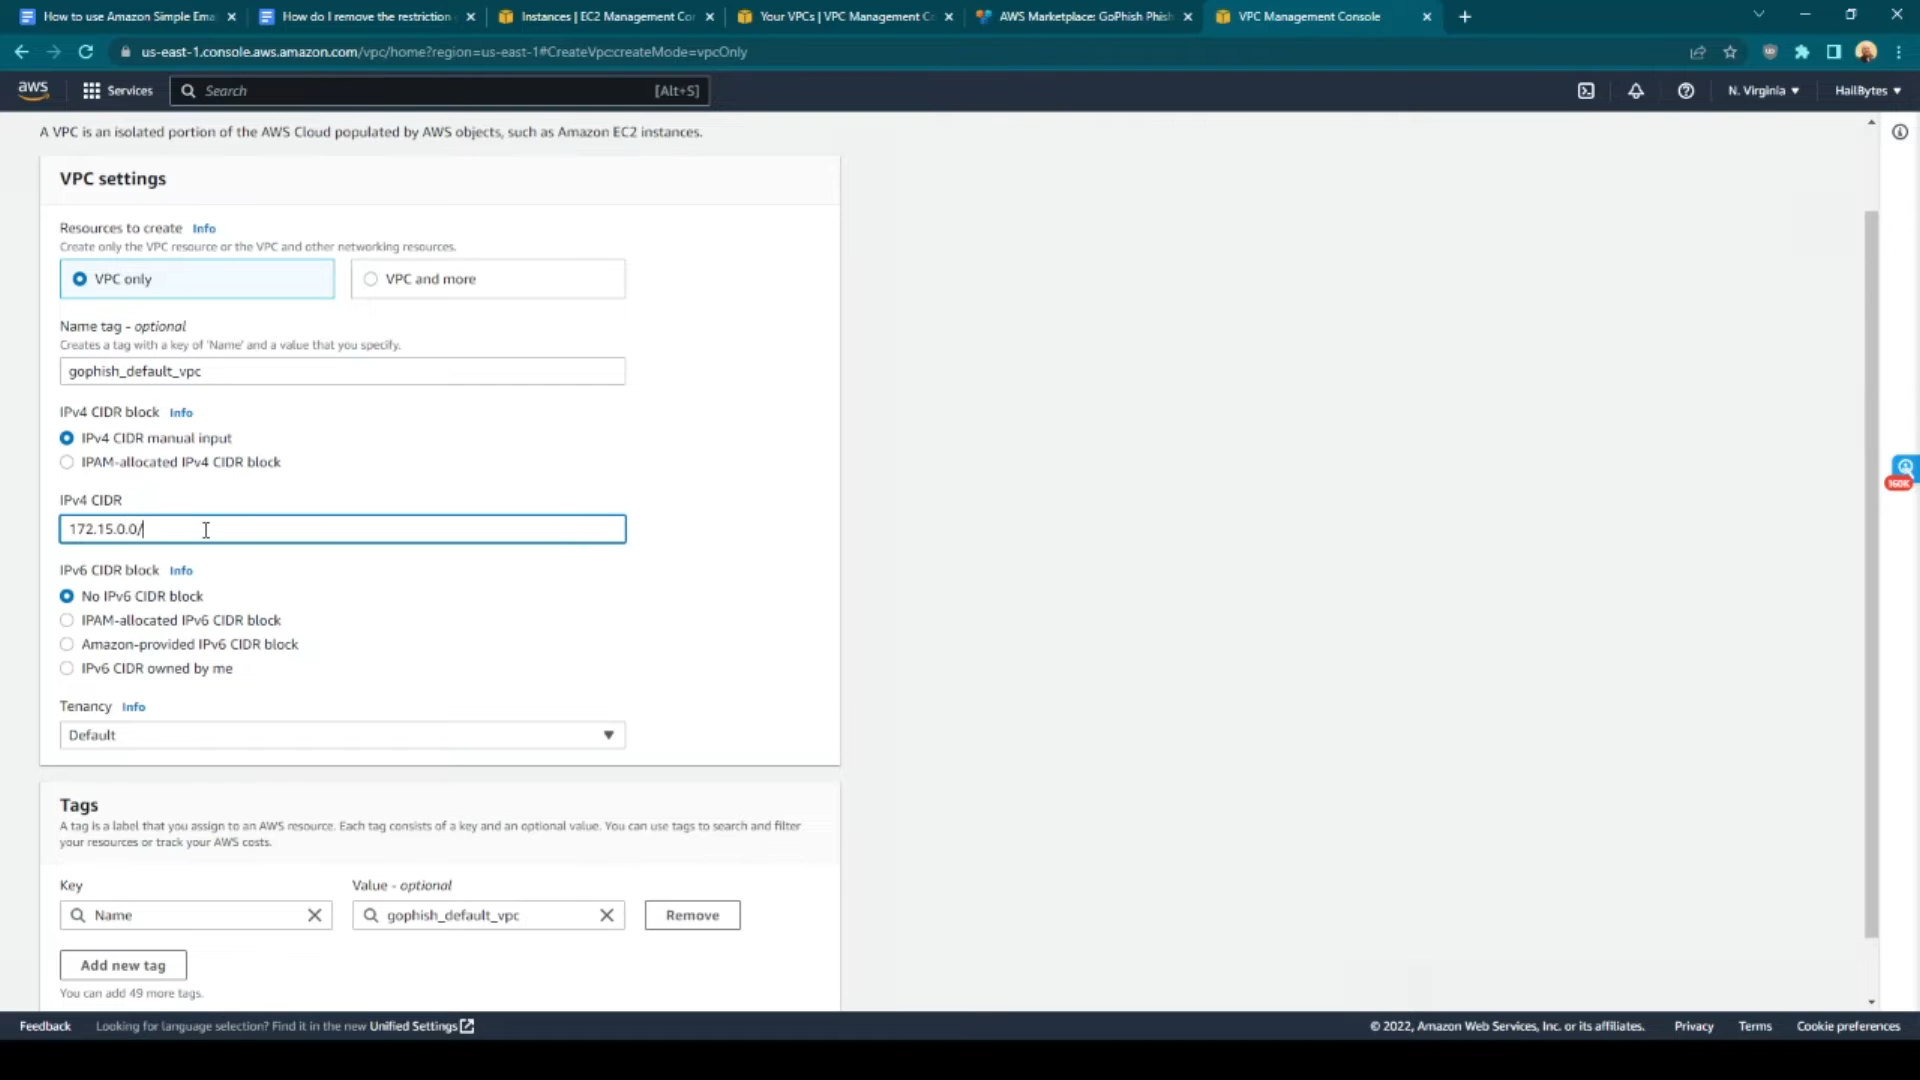 How to use Amazon Simple Ema
How do I remove the restriction
Instances | EC2 Management Cor
Your VPCs | VPC Management C
AWS Marketplace: GoPhish Phish
VPC Management Console
us-east-1.console.aws.amazon.com/vpc/home?region=us-east-1#CreateVpc:createMode=vpcOnly
aws
Services
Search
[Alt+S]
N. Virginia
HailBytes
A VPC is an isolated portion of the AWS Cloud populated by AWS objects, such as Amazon EC2 instances.
VPC settings
Resources to create Info
Create only the VPC resource or the VPC and other networking resources.
VPC only
VPC and more
Name tag - optional
Creates a tag with a key of 'Name' and a value that you specify.
gophish_default_vpc
IPv4 CIDR block Info
IPv4 CIDR manual input
IPAM-allocated IPv4 CIDR block
IPv4 CIDR
172.15.0.0/
160K
IPv6 CIDR block Info
No IPv6 CIDR block
IPAM-allocated IPv6 CIDR block
Amazon-provided IPv6 CIDR block
IPv6 CIDR owned by me
Tenancy Info
Default
Tags
A tag is a label that you assign to an AWS resource. Each tag consists of a key and an optional value. You can use tags to search and filter
your resources or track your AWS costs.
Key
Value - optional
Name
gophish_default_vpc
Remove
Add new tag
You can add 49 more tags.
Feedback
Looking for language selection? Find it in the new Unified Settings
© 2022, Amazon Web Services, Inc. or its affiliates.
Privacy
Terms
Cookie preferences